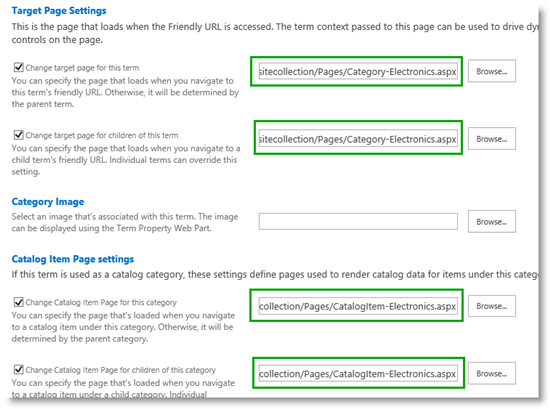 Target Page Settings
This is the page that loads when the Friendly URL is accessed. The term context passed to this page can be used to drive
controls on the page.
Change target page for this term
sitecollection/Pages/Category-Electronics.aspx
Browse...
You can specify the page that loads when you navigate to
this term's friendly URL. Otherwise, it will be determined by
the parent term.
Change target page for children of this term
sitecollection/Pages/Category-Electronics.aspx
Browse...
You can specify the page that loads when you navigate to a
child term's friendly URL. Individual terms can override this
setting.
Category Image
Select an image that's associated with this term. The image
can be displayed using the Term Property Web Part.
Browse...
Catalog Item Page settings
If this term is used as a catalog category, these settings define pages used to render catalog data for items under this
Change Catalog Item Page for this category
collection/Pages/CatalogItem-Electronics.aspx
Browse...
You can specify the page that's loaded when you navigate
to a catalog item under this category. Otherwise, it will be
determined by the parent category.
Change Catalog Item Page for children of this category
collection/Pages/CatalogItem-Electronics.aspx
Browse...
You can specify the page that's loaded when you navigate
to a catalog item under a child category. Individual